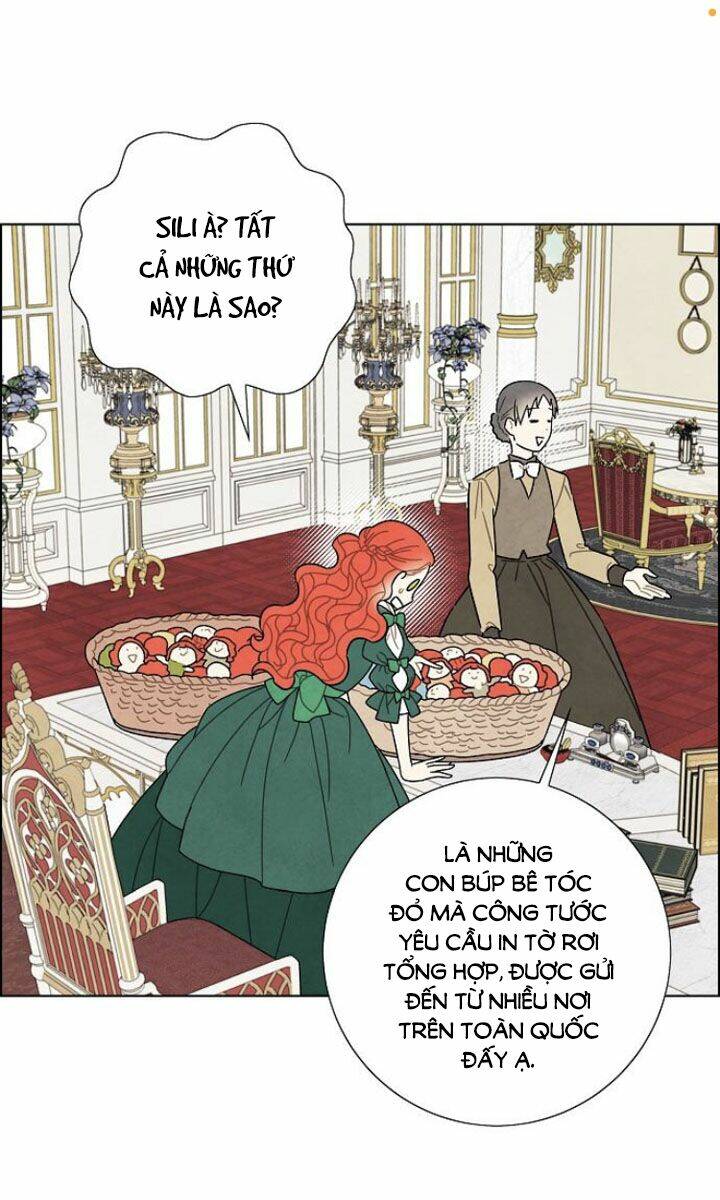 SILI À? TẤT
CẢ NHỮNG THỨ
NÀY LÀ SAO?
LÀ NHỮNG
CON BÚP BÊ TÓC
ĐỎ MÀ CÔNG TƯỚC
YÊU CẦU IN TỜ RƠI
TỔNG HỢP, ĐƯỢC GỬI
ĐẾN TỪ NHIỀU NƠI
TRÊN TOÀN QUỐC
ĐẤY Ạ.